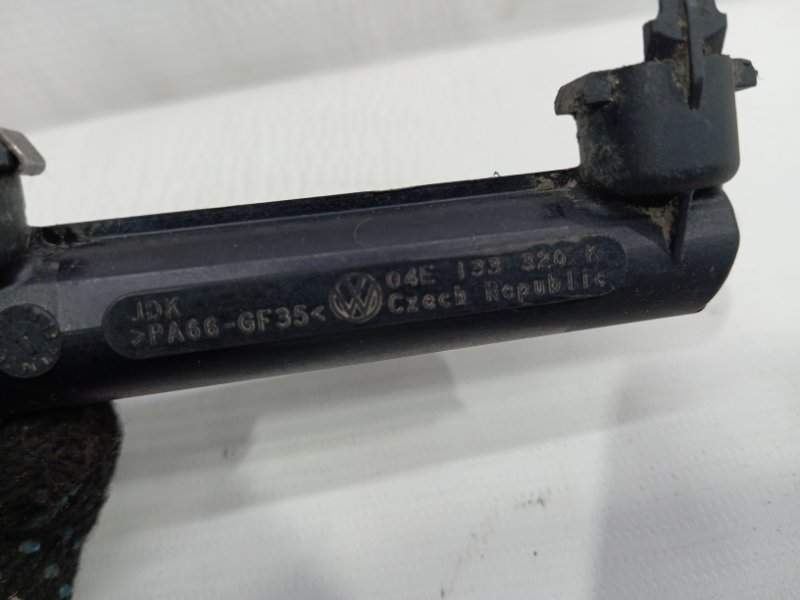 JDK
>PA66-GF35<
04E 133 320 K
Czech Republic